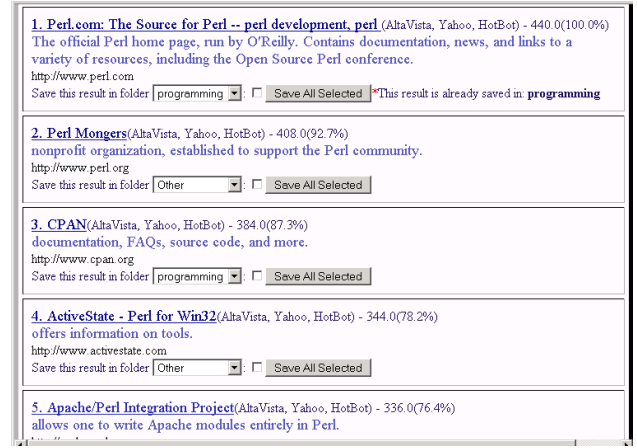 1. Perl.com: The Source for Perl -- perl development, perl (AltaVista, Yahoo, HotBot) - 440.0(100.0%)
The official Perl home page, run by O'Reilly. Contains documentation, news, and links to a
variety of resources, including the Open Source Perl conference.
http://www.perl.com
Save this result in folder programming : Save All Selected *This result is already saved in: programming
2. Perl Mongers(AltaVista, Yahoo, HotBot) - 408.0(92.7%)
nonprofit organization, established to support the Perl community.
http://www.perl.org
Save this result in folder Other : Save All Selected
3. CPAN(AltaVista, Yahoo, HotBot) - 384.0(87.3%)
documentation, FAQs, source code, and more.
http://www.cpan.org
Save this result in folder programming : Save All Selected
4. ActiveState - Perl for Win32(AltaVista, Yahoo, HotBot) - 344.0(78.2%)
offers information on tools.
http://www.activestate.com
Save this result in folder Other : Save All Selected
5. Apache/Perl Integration Project(AltaVista, Yahoo, HotBot) - 336.0(76.4%)
allows one to write Apache modules entirely in Perl.